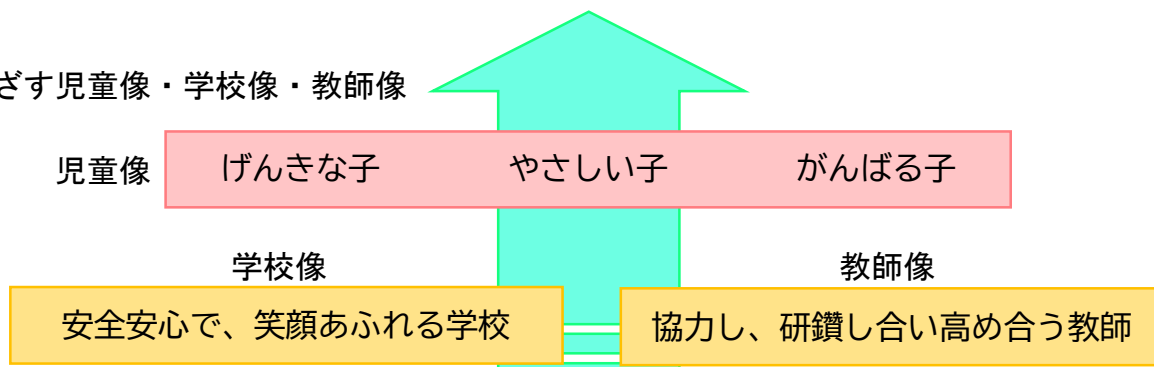 ざす児童像・学校像・教師像
児童像
げんきな子 やさしい子 がんばる子
学校像 教師像
安全安心で、笑顔あふれる学校 協力し、研鑽し合い高め合う教師